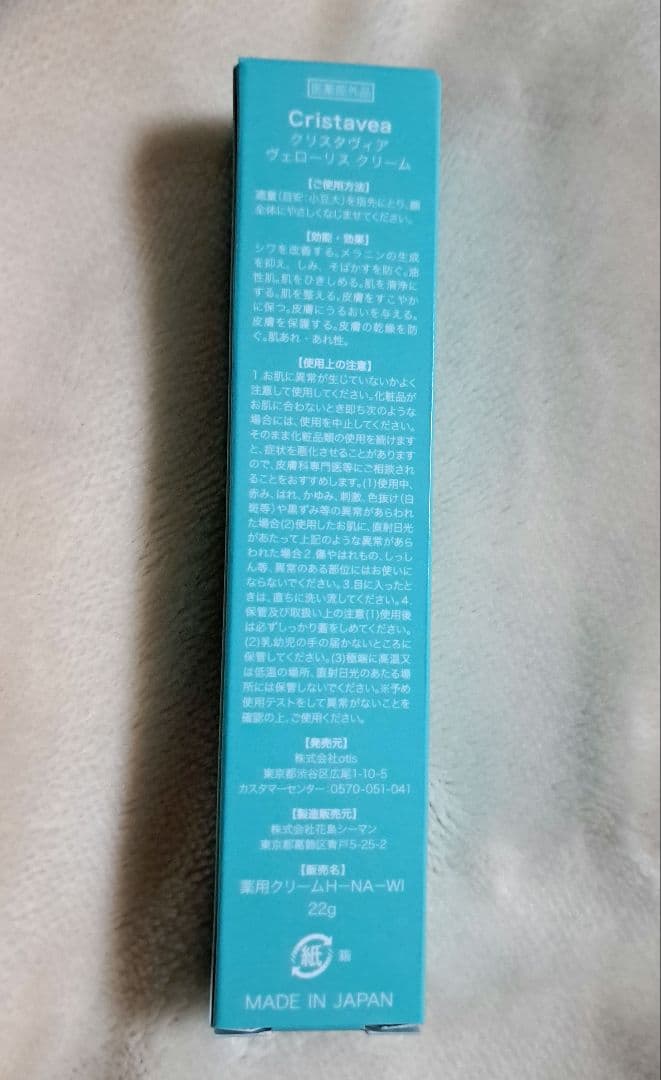 医薬部外品
Cristavea
クリスタヴィア
ヴェローリス クリーム
【ご使用方法】
適量(目安:小豆大)を指先にとり、顔
全体にやさしくなじませてください。
【効能・効果】
シワを改善する。メラニンの生成
を抑え、しみ、そばかすを防ぐ。油
性肌。肌をひきしめる。肌を清浄に
する。肌を整える。皮膚をすこやか
に保つ。皮膚にうるおいを与える。
皮膚を保護する。皮膚の乾燥を防
ぐ。肌あれ・あれ性。
【使用上の注意】
1.お肌に異常が生じていないかよく
注意して使用してください。化粧品が
お肌に合わないとき即ち次のような
場合には、使用を中止してください。
そのまま化粧品類の使用を続けます
と、症状を悪化させることがあります
ので、皮膚科専門医等にご相談され
ることをおすすめします。(1)使用中、
赤み、はれ、かゆみ、刺激、色抜け(白
斑等)や黒ずみ等の異常があらわれ
た場合(2)使用したお肌に、直射日光
があたって上記のような異常があら
われた場合2.傷やはれもの、しっし
ん等、異常のある部位にはお使いに
ならないでください。3.目に入ったと
きは、直ちに洗い流してください。4.
保管及び取扱い上の注意(1)使用後
は必ずしっかり蓋をしめてください。
(2)乳幼児の手の届かないところに
保管してください。(3)極端に高温又
は低温の場所、直射日光のあたる場
所には保管しないでください。※予め
使用テストをして異常がないことを
確認の上、ご使用ください。
【発売元】
株式会社otis
東京都渋谷区広尾1-10-5
カスタマーセンター:0570-051-041
【製造販売元】
株式会社花島シーマン
東京都葛飾区青戸5-25-2
【販売名】
薬用クリームH-NA-WI
22g
紙 箱
MADE IN JAPAN